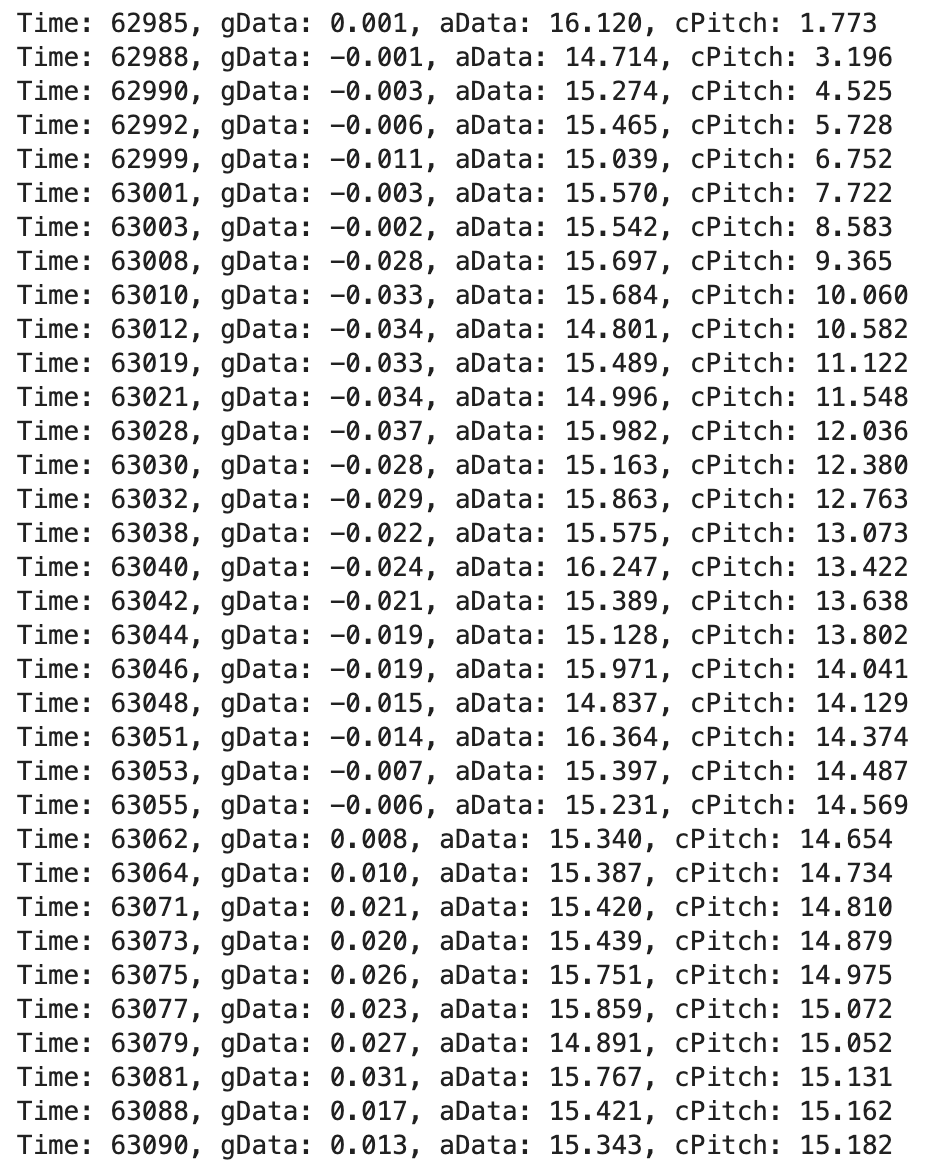 Time: 62985, gData: 0.001, aData: 16.120, cPitch: 1.773
Time: 62988, gData: −0.001, aData: 14.714, cPitch: 3.196
Time: 62990, gData: −0.003, aData: 15.274, cPitch: 4.525
Time: 62992, gData: −0.006, aData: 15.465, cPitch: 5.728
Time: 62999, gData: −0.011, aData: 15.039, cPitch: 6.752
Time: 63001, gData: −0.003, aData: 15.570, cPitch: 7.722
Time: 63003, gData: −0.002, aData: 15.542, cPitch: 8.583
Time: 63008, gData: −0.028, aData: 15.697, cPitch: 9.365
Time: 63010, gData: −0.033, aData: 15.684, cPitch: 10.060
Time: 63012, gData: −0.034, aData: 14.801, cPitch: 10.582
Time: 63019, gData: −0.033, aData: 15.489, cPitch: 11.122
Time: 63021, gData: −0.034, aData: 14.996, cPitch: 11.548
Time: 63028, gData: −0.037, aData: 15.982, cPitch: 12.036
Time: 63030, gData: −0.028, aData: 15.163, cPitch: 12.380
Time: 63032, gData: −0.029, aData: 15.863, cPitch: 12.763
Time: 63038, gData: −0.022, aData: 15.575, cPitch: 13.073
Time: 63040, gData: −0.024, aData: 16.247, cPitch: 13.422
Time: 63042, gData: −0.021, aData: 15.389, cPitch: 13.638
Time: 63044, gData: −0.019, aData: 15.128, cPitch: 13.802
Time: 63046, gData: −0.019, aData: 15.971, cPitch: 14.041
Time: 63048, gData: −0.015, aData: 14.837, cPitch: 14.129
Time: 63051, gData: −0.014, aData: 16.364, cPitch: 14.374
Time: 63053, gData: −0.007, aData: 15.397, cPitch: 14.487
Time: 63055, gData: −0.006, aData: 15.231, cPitch: 14.569
Time: 63062, gData: 0.008, aData: 15.340, cPitch: 14.654
Time: 63064, gData: 0.010, aData: 15.387, cPitch: 14.734
Time: 63071, gData: 0.021, aData: 15.420, cPitch: 14.810
Time: 63073, gData: 0.020, aData: 15.439, cPitch: 14.879
Time: 63075, gData: 0.026, aData: 15.751, cPitch: 14.975
Time: 63077, gData: 0.023, aData: 15.859, cPitch: 15.072
Time: 63079, gData: 0.027, aData: 14.891, cPitch: 15.052
Time: 63081, gData: 0.031, aData: 15.767, cPitch: 15.131
Time: 63088, gData: 0.017, aData: 15.421, cPitch: 15.162
Time: 63090, gData: 0.013, aData: 15.343, cPitch: 15.182